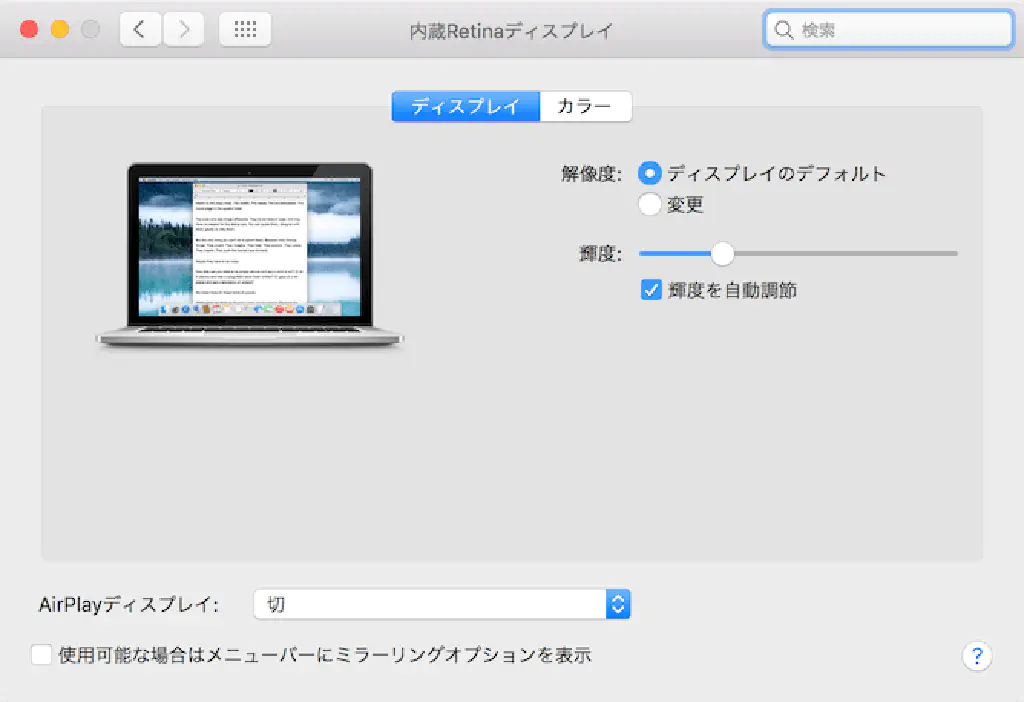 内蔵Retinaディスプレイ
検索
ディスプレイ
カラー
解像度:
ディスプレイのデフォルト
変更
輝度:
輝度を自動調節
AirPlayディスプレイ:
切
使用可能な場合はメニューバーにミラーリングオプションを表示
?